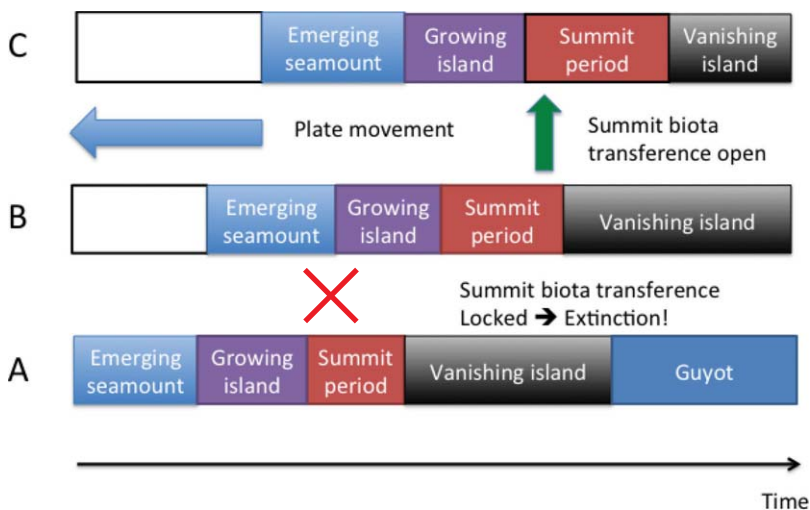 C
Emerging
seamount
Growing
island
Summit
period
Vanishing
island
Plate movement
Summit biota
transference open
B
Emerging
seamount
Growing
island
Summit
period
Vanishing island
Summit biota transference
Locked ➔ Extinction!
A
Emerging
seamount
Growing
island
Summit
period
Vanishing island
Guyot
Time